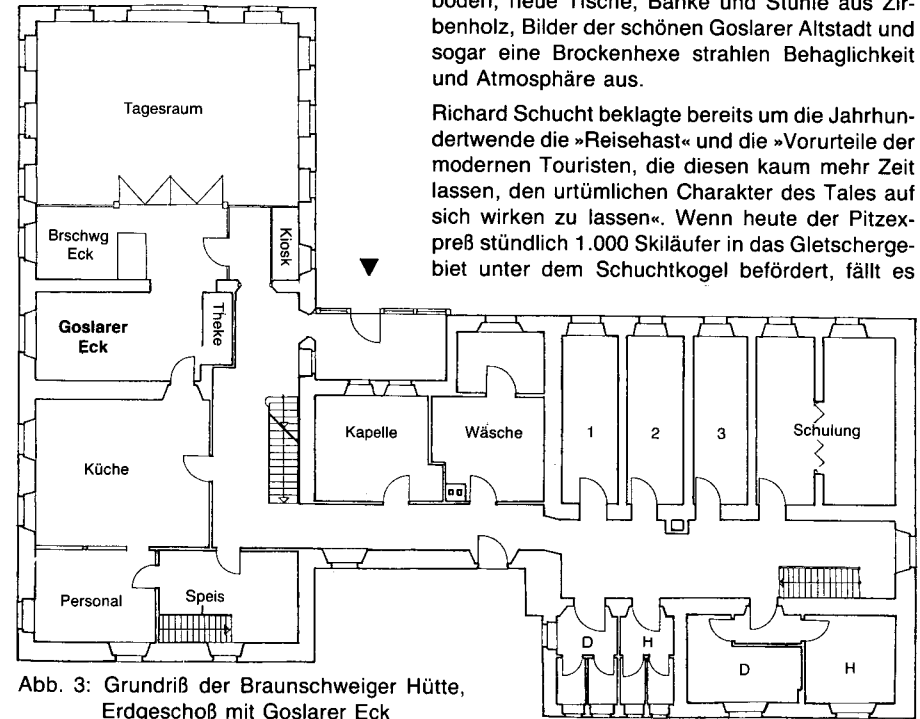 böden, neue Tische, Bänke und Stühle aus Zir-
benholz, Bilder der schönen Goslarer Altstadt und
sogar eine Brockenhexe strahlen Behaglichkeit
und Atmosphäre aus.
Richard Schucht beklagte bereits um die Jahrhun-
dertwende die »Reisehast« und die »Vorurteile der
modernen Touristen, die diesen kaum mehr Zeit
lassen, den urtümlichen Charakter des Tales auf
sich wirken zu lassen«. Wenn heute der Pitzex-
preß stündlich 1.000 Skiläufer in das Gletscherge-
biet unter dem Schuchtkogel befördert, fällt es
Tagesraum
Brschwg
Eck
Kiosk
Goslarer
Eck
Theke
Küche
Kapelle
Wäsche
1
2
3
Schulung
Personal
Speis
D
H
D
H
Abb. 3: Grundriß der Braunschweiger Hütte,
Erdgeschoß mit Goslarer Eck